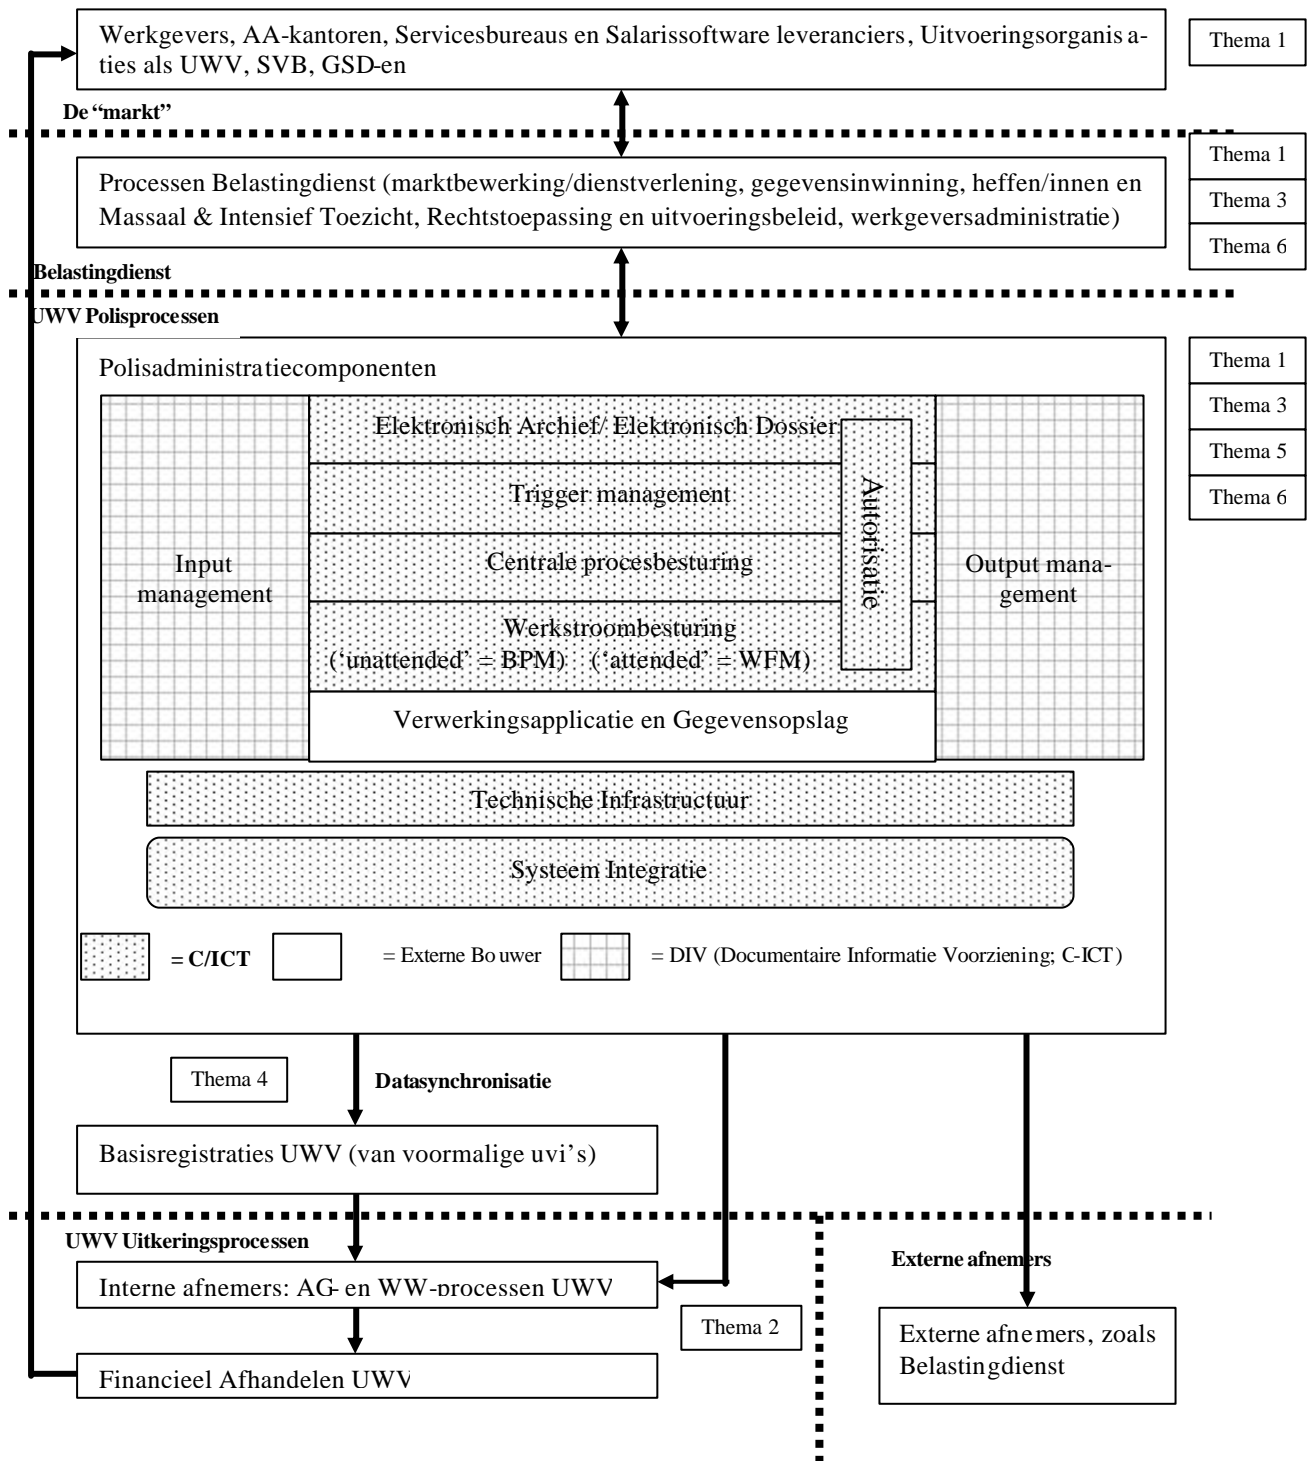 Werkgevers, AA-kantoren, Servicesbureaus en Salarissoftware leveranciers, Uitvoeringsorganisa-
ties als UWV, SVB, GSD-en
Thema 1
De “markt”
Processen Belastingdienst (marktbewerking/dienstverlening, gegevensinwinning, heffen/innen en
Massaal & Intensief Toezicht, Rechtstoepassing en uitvoeringsbeleid, werkgeversadministratie)
Thema 1
Thema 3
Thema 6
Belastingdienst
UWV Polisprocessen
Polisadministratiecomponenten
Thema 1
Thema 3
Thema 5
Thema 6
Input
management
Elektronisch Archief/ Elektronisch Dossier
Trigger management
Centrale procesbesturing
Werkstroombesturing
(‘unattended’ = BPM) (‘attended’ = WFM)
Autorisatie
Verwerkingsapplicatie en Gegevensopslag
Output mana-
gement
Technische Infrastructuur
Systeem Integratie
= C/ICT
= Externe Bouwer
= DIV (Documentaire Informatie Voorziening; C-ICT)
Thema 4
Datasynchronisatie
Basisregistraties UWV (van voormalige uvi’s)
UWV Uitkeringsprocessen
Externe afnemers
Interne afnemers: AG- en WW-processen UWV
Thema 2
Externe afnemers, zoals
Belastingdienst
Financieel Afhandelen UWV